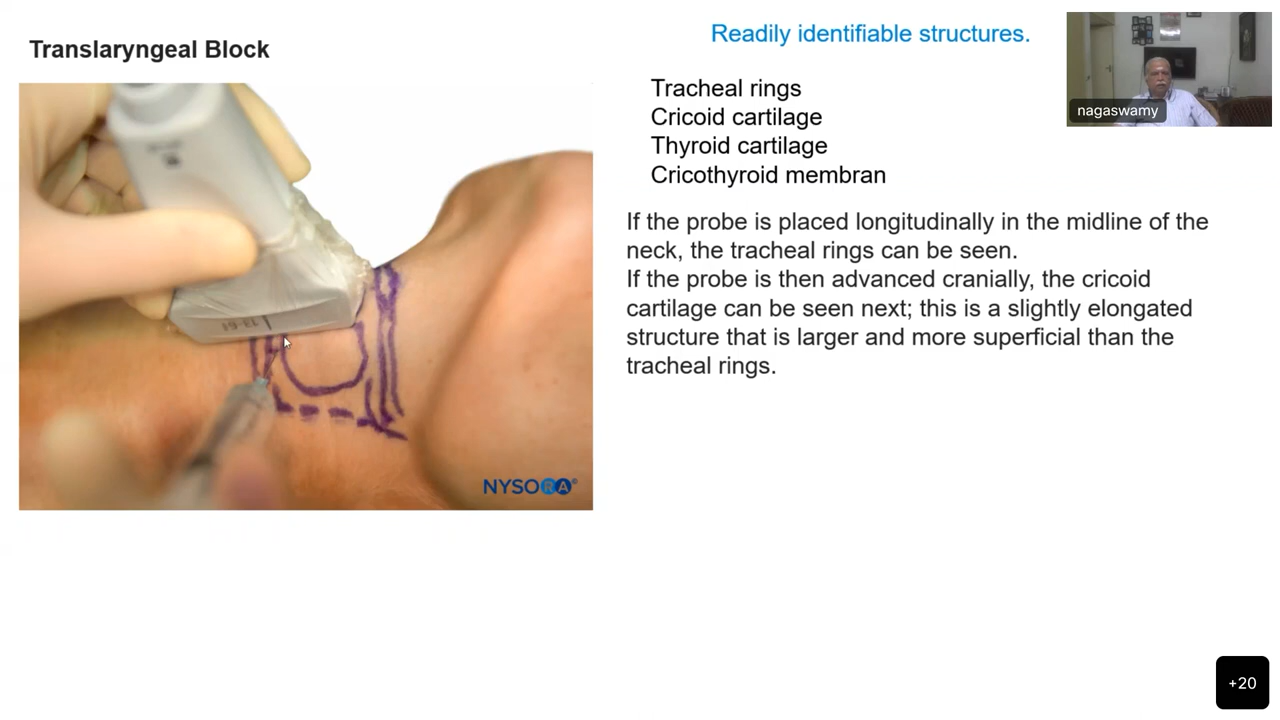 Translaryngeal Block
Readily identifiable structures.
Tracheal rings
Cricoid cartilage
Thyroid cartilage
Cricothyroid membran
If the probe is placed longitudinally in the midline of the
neck, the tracheal rings can be seen.
If the probe is then advanced cranially, the cricoid
cartilage can be seen next; this is a slightly elongated
structure that is larger and more superficial than the
tracheal rings.
nagaswamy
NYSORA
+20